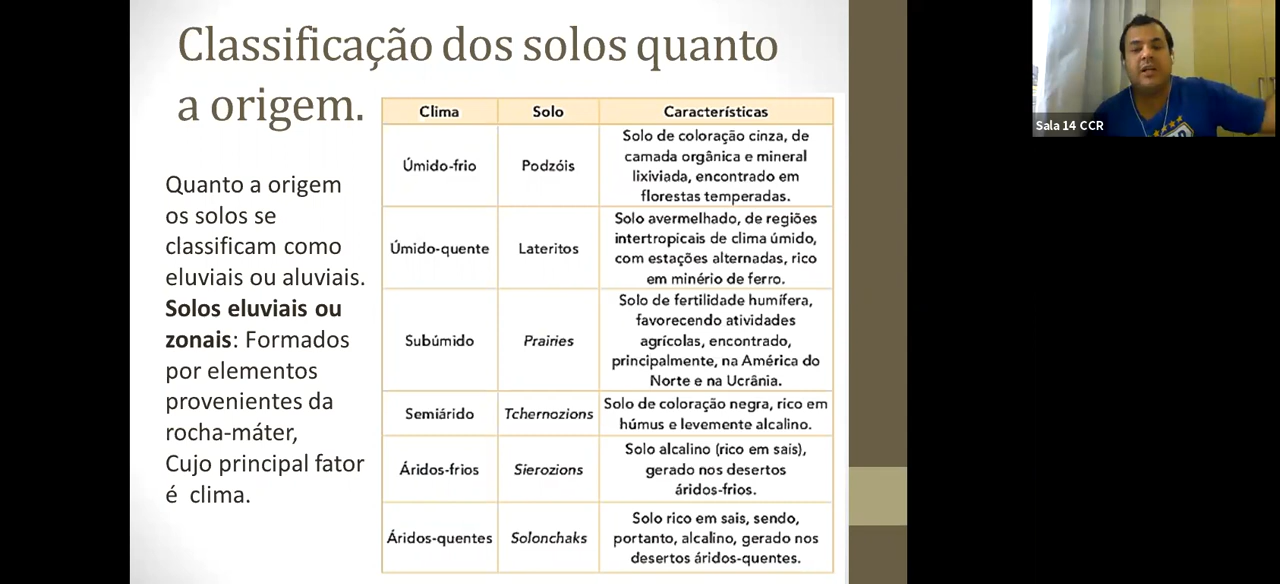 Classificação dos solos quanto
a origem.
Quanto a origem
os solos se
classificam como
eluviais ou aluviais.
Solos eluviais ou
zonais: Formados
por elementos
provenientes da
rocha-máter,
Cujo principal fator
é clima.
Clima Solo Características
Úmido-frio Podzóis Solo de coloração cinza, de
camada orgânica e mineral
lixiviada, encontrado em
florestas temperadas.
Úmido-quente Lateritos Solo avermelhado, de regiões
intertropicais de clima úmido,
com estações alternadas, rico
em minério de ferro.
Subúmido Prairies Solo de fertilidade humífera,
favorecendo atividades
agrícolas, encontrado,
principalmente, na América do
Norte e na Ucrânia.
Semiárido Tchernozions Solo de coloração negra, rico em
húmus e levemente alcalino.
Áridos-frios Sierozions Solo alcalino (rico em sais),
gerado nos desertos
áridos-frios.
Áridos-quentes Solonchaks Solo rico em sais, sendo,
portanto, alcalino, gerado nos
desertos áridos-quentes.
Sala 14 CCR